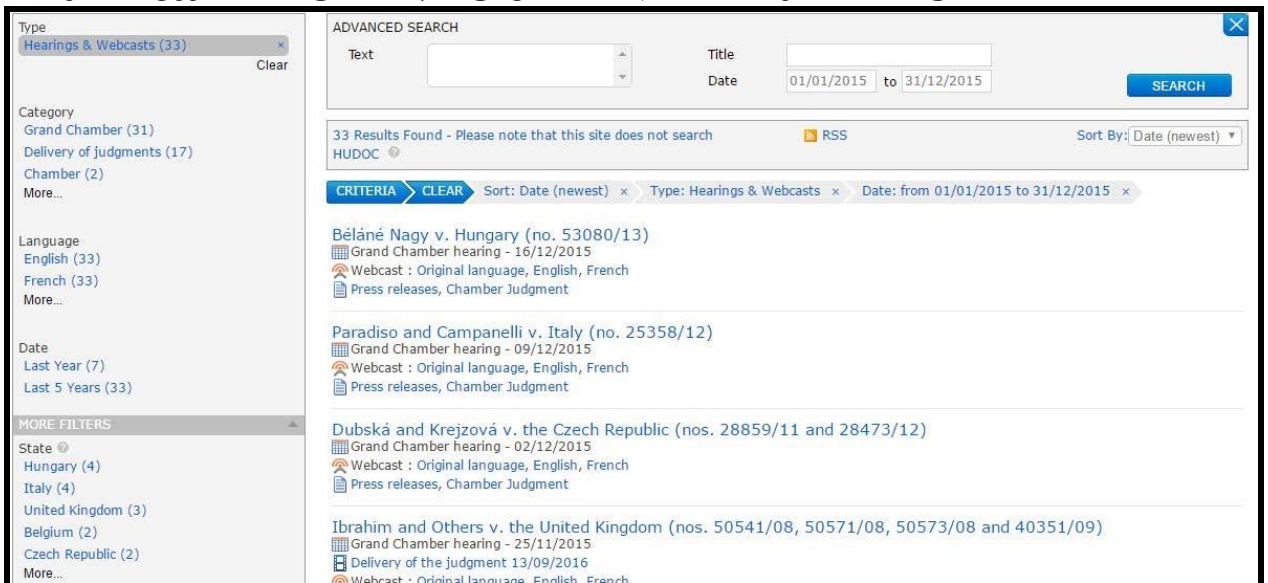 Type
Hearings & Webcasts (33) ×
Clear
Category
Grand Chamber (31)
Delivery of judgments (17)
Chamber (2)
More...
Language
English (33)
French (33)
More...
Date
Last Year (7)
Last 5 Years (33)
MORE FILTERS
State
Hungary (4)
Italy (4)
United Kingdom (3)
Belgium (2)
Czech Republic (2)
More...
ADVANCED SEARCH
Text
Title
Date 01/01/2015 to 31/12/2015
SEARCH
33 Results Found - Please note that this site does not search
HUDOC
RSS
Sort By: Date (newest)
CRITERIA CLEAR Sort: Date (newest) × Type: Hearings & Webcasts × Date: from 01/01/2015 to 31/12/2015 ×
Béláné Nagy v. Hungary (no. 53080/13)
Grand Chamber hearing - 16/12/2015
Webcast : Original language, English, French
Press releases, Chamber Judgment
Paradiso and Campanelli v. Italy (no. 25358/12)
Grand Chamber hearing - 09/12/2015
Webcast : Original language, English, French
Press releases, Chamber Judgment
Dubská and Krejzová v. the Czech Republic (nos. 28859/11 and 28473/12)
Grand Chamber hearing - 02/12/2015
Webcast : Original language, English, French
Press releases, Chamber Judgment
Ibrahim and Others v. the United Kingdom (nos. 50541/08, 50571/08, 50573/08 and 40351/09)
Grand Chamber hearing - 25/11/2015
Delivery of the judgment 13/09/2016
Webcast : Original language, English, French